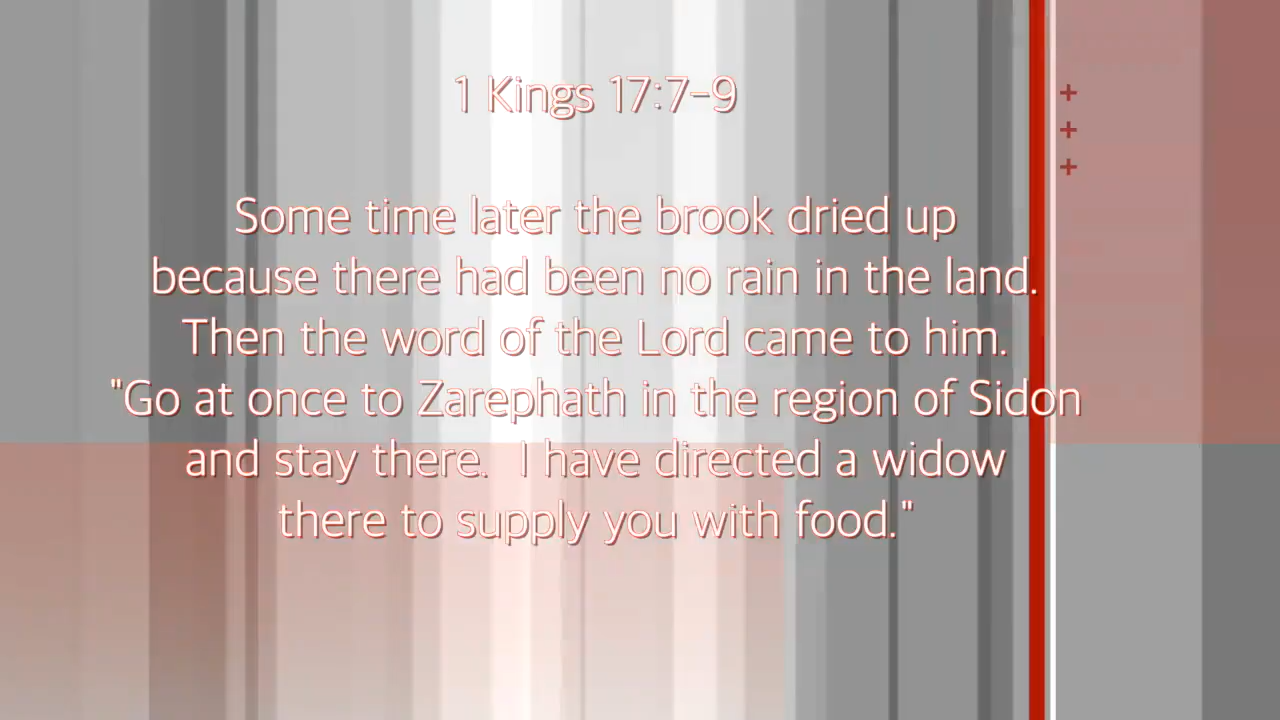 1 Kings 17:7-9
Some time later the brook dried up
because there had been no rain in the land.
Then the word of the Lord came to him.
"Go at once to Zarephath in the region of Sidon
and stay there.  I have directed a widow
there to supply you with food."
+
+
+